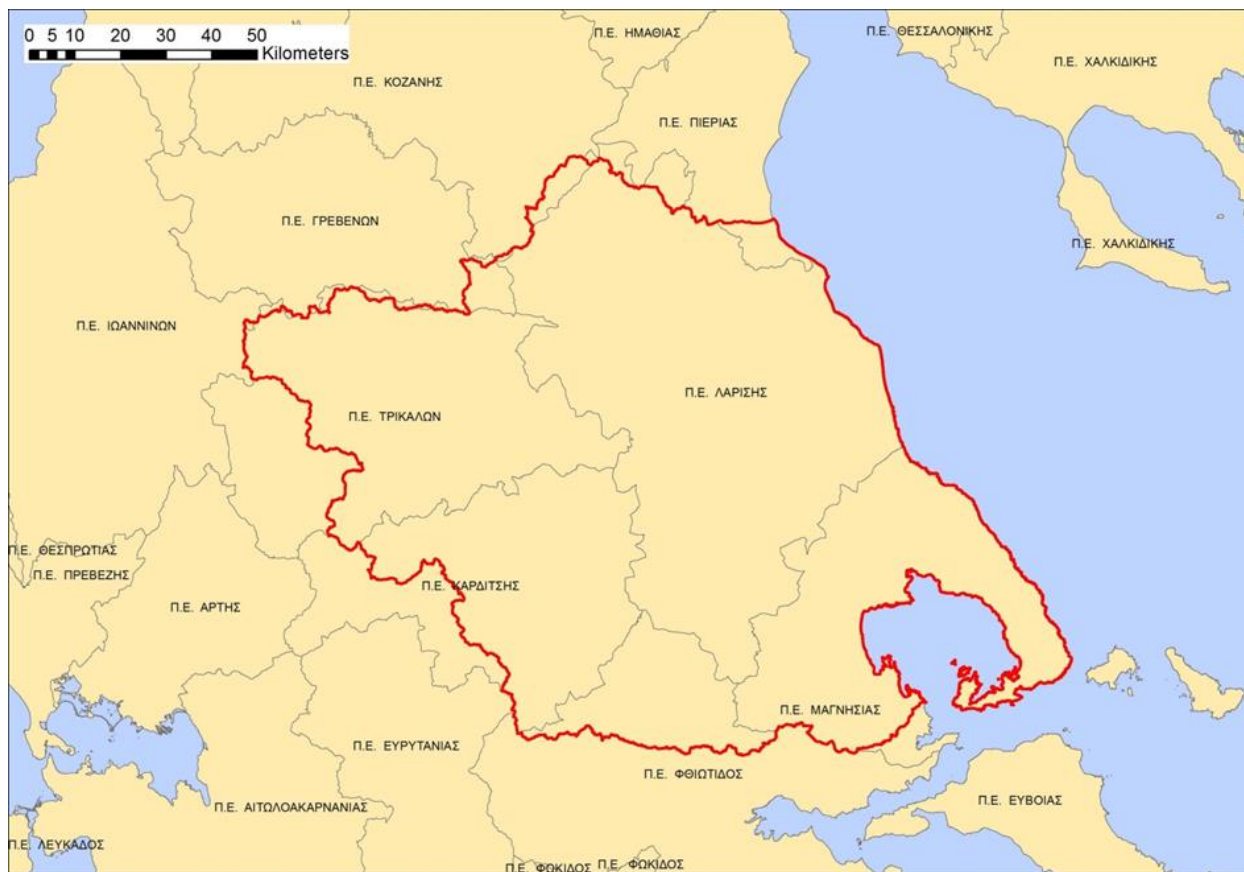 0 5 10 20 30 40 50
Kilometers
Π.Ε. ΗΜΑΘΙΑΣ
Π.Ε. ΘΕΣΣΑΛΟΝΙΚΗΣ
Π.Ε. ΧΑΛΚΙΔΙΚΗΣ
Π.Ε. ΚΟΖΑΝΗΣ
Π.Ε. ΠΙΕΡΙΑΣ
Π.Ε. ΓΡΕΒΕΝΩΝ
Π.Ε. ΧΑΛΚΙΔΙΚΗΣ
Π.Ε. ΙΩΑΝΝΙΝΩΝ
Π.Ε. ΛΑΡΙΣΗΣ
Π.Ε. ΤΡΙΚΑΛΩΝ
Π.Ε. ΘΕΣΠΡΩΤΙΑΣ
Π.Ε. ΠΡΕΒΕΖΗΣ
Π.Ε. ΚΑΡΔΙΤΣΗΣ
Π.Ε. ΑΡΤΗΣ
Π.Ε. ΜΑΓΝΗΣΙΑΣ
Π.Ε. ΕΥΡΥΤΑΝΙΑΣ
Π.Ε. ΦΘΙΩΤΙΔΟΣ
Π.Ε. ΕΥΒΟΙΑΣ
Π.Ε. ΑΙΤΩΛΟΑΚΑΡΝΑΝΙΑΣ
Π.Ε. ΛΕΥΚΑΔΟΣ
Π.Ε. ΦΩΚΙΔΟΣ
Π.Ε. ΦΩΚΙΔΟΣ